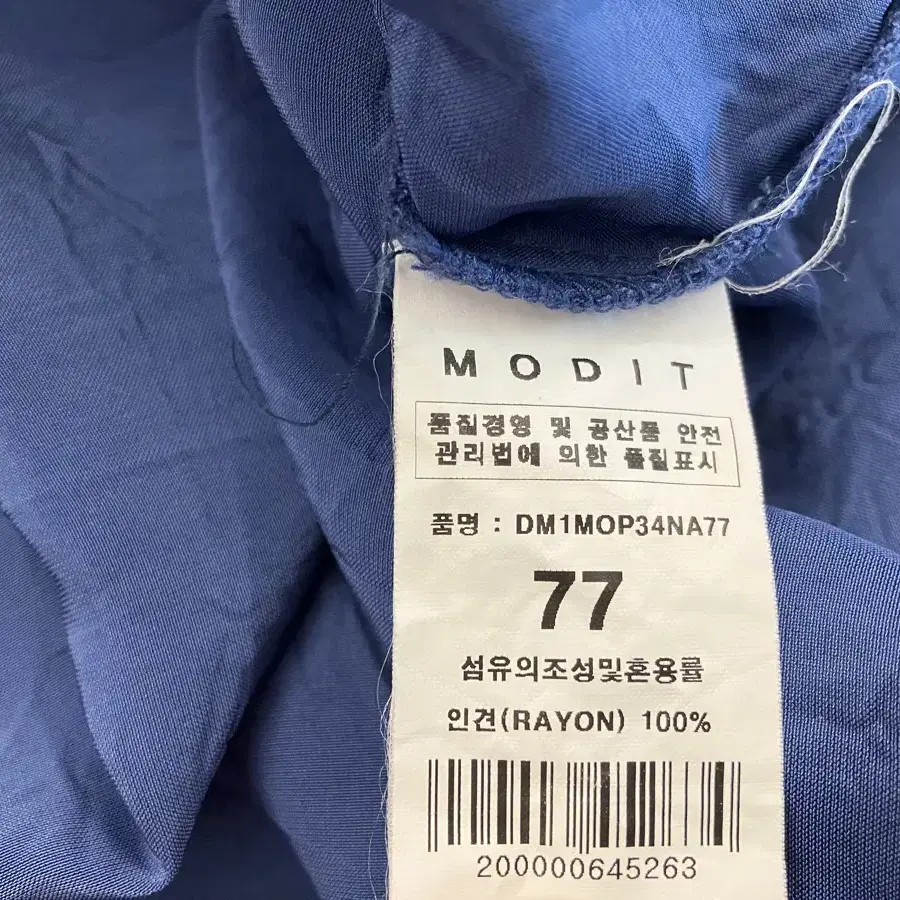 MODIT
품질경영 및 공산품 안전
관리법에 의한 품질표시
품명 : DM1MOP34NA77
77
섬유의조성및혼용률
인견(RAYON) 100%
200000645263